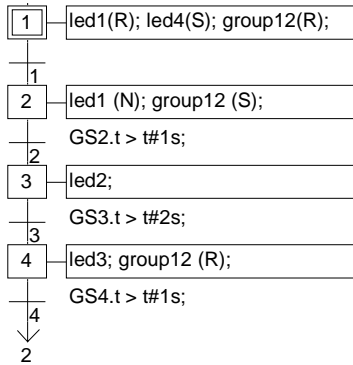 1 led1(R); led4(S); group12(R);
1
2 led1 (N); group12 (S);
GS2.t > t#1s;
2
3 led2;
GS3.t > t#2s;
3
4 led3; group12 (R);
GS4.t > t#1s;
4
2